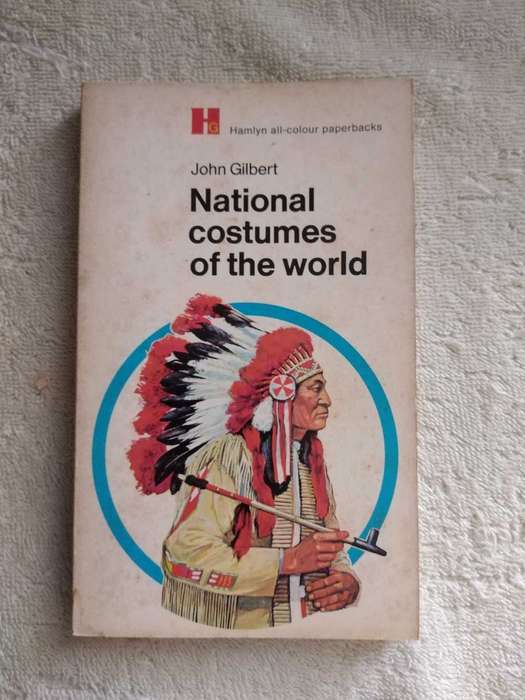 HG
Hamlyn all-colour paperbacks
John Gilbert
National
costumes
of the world